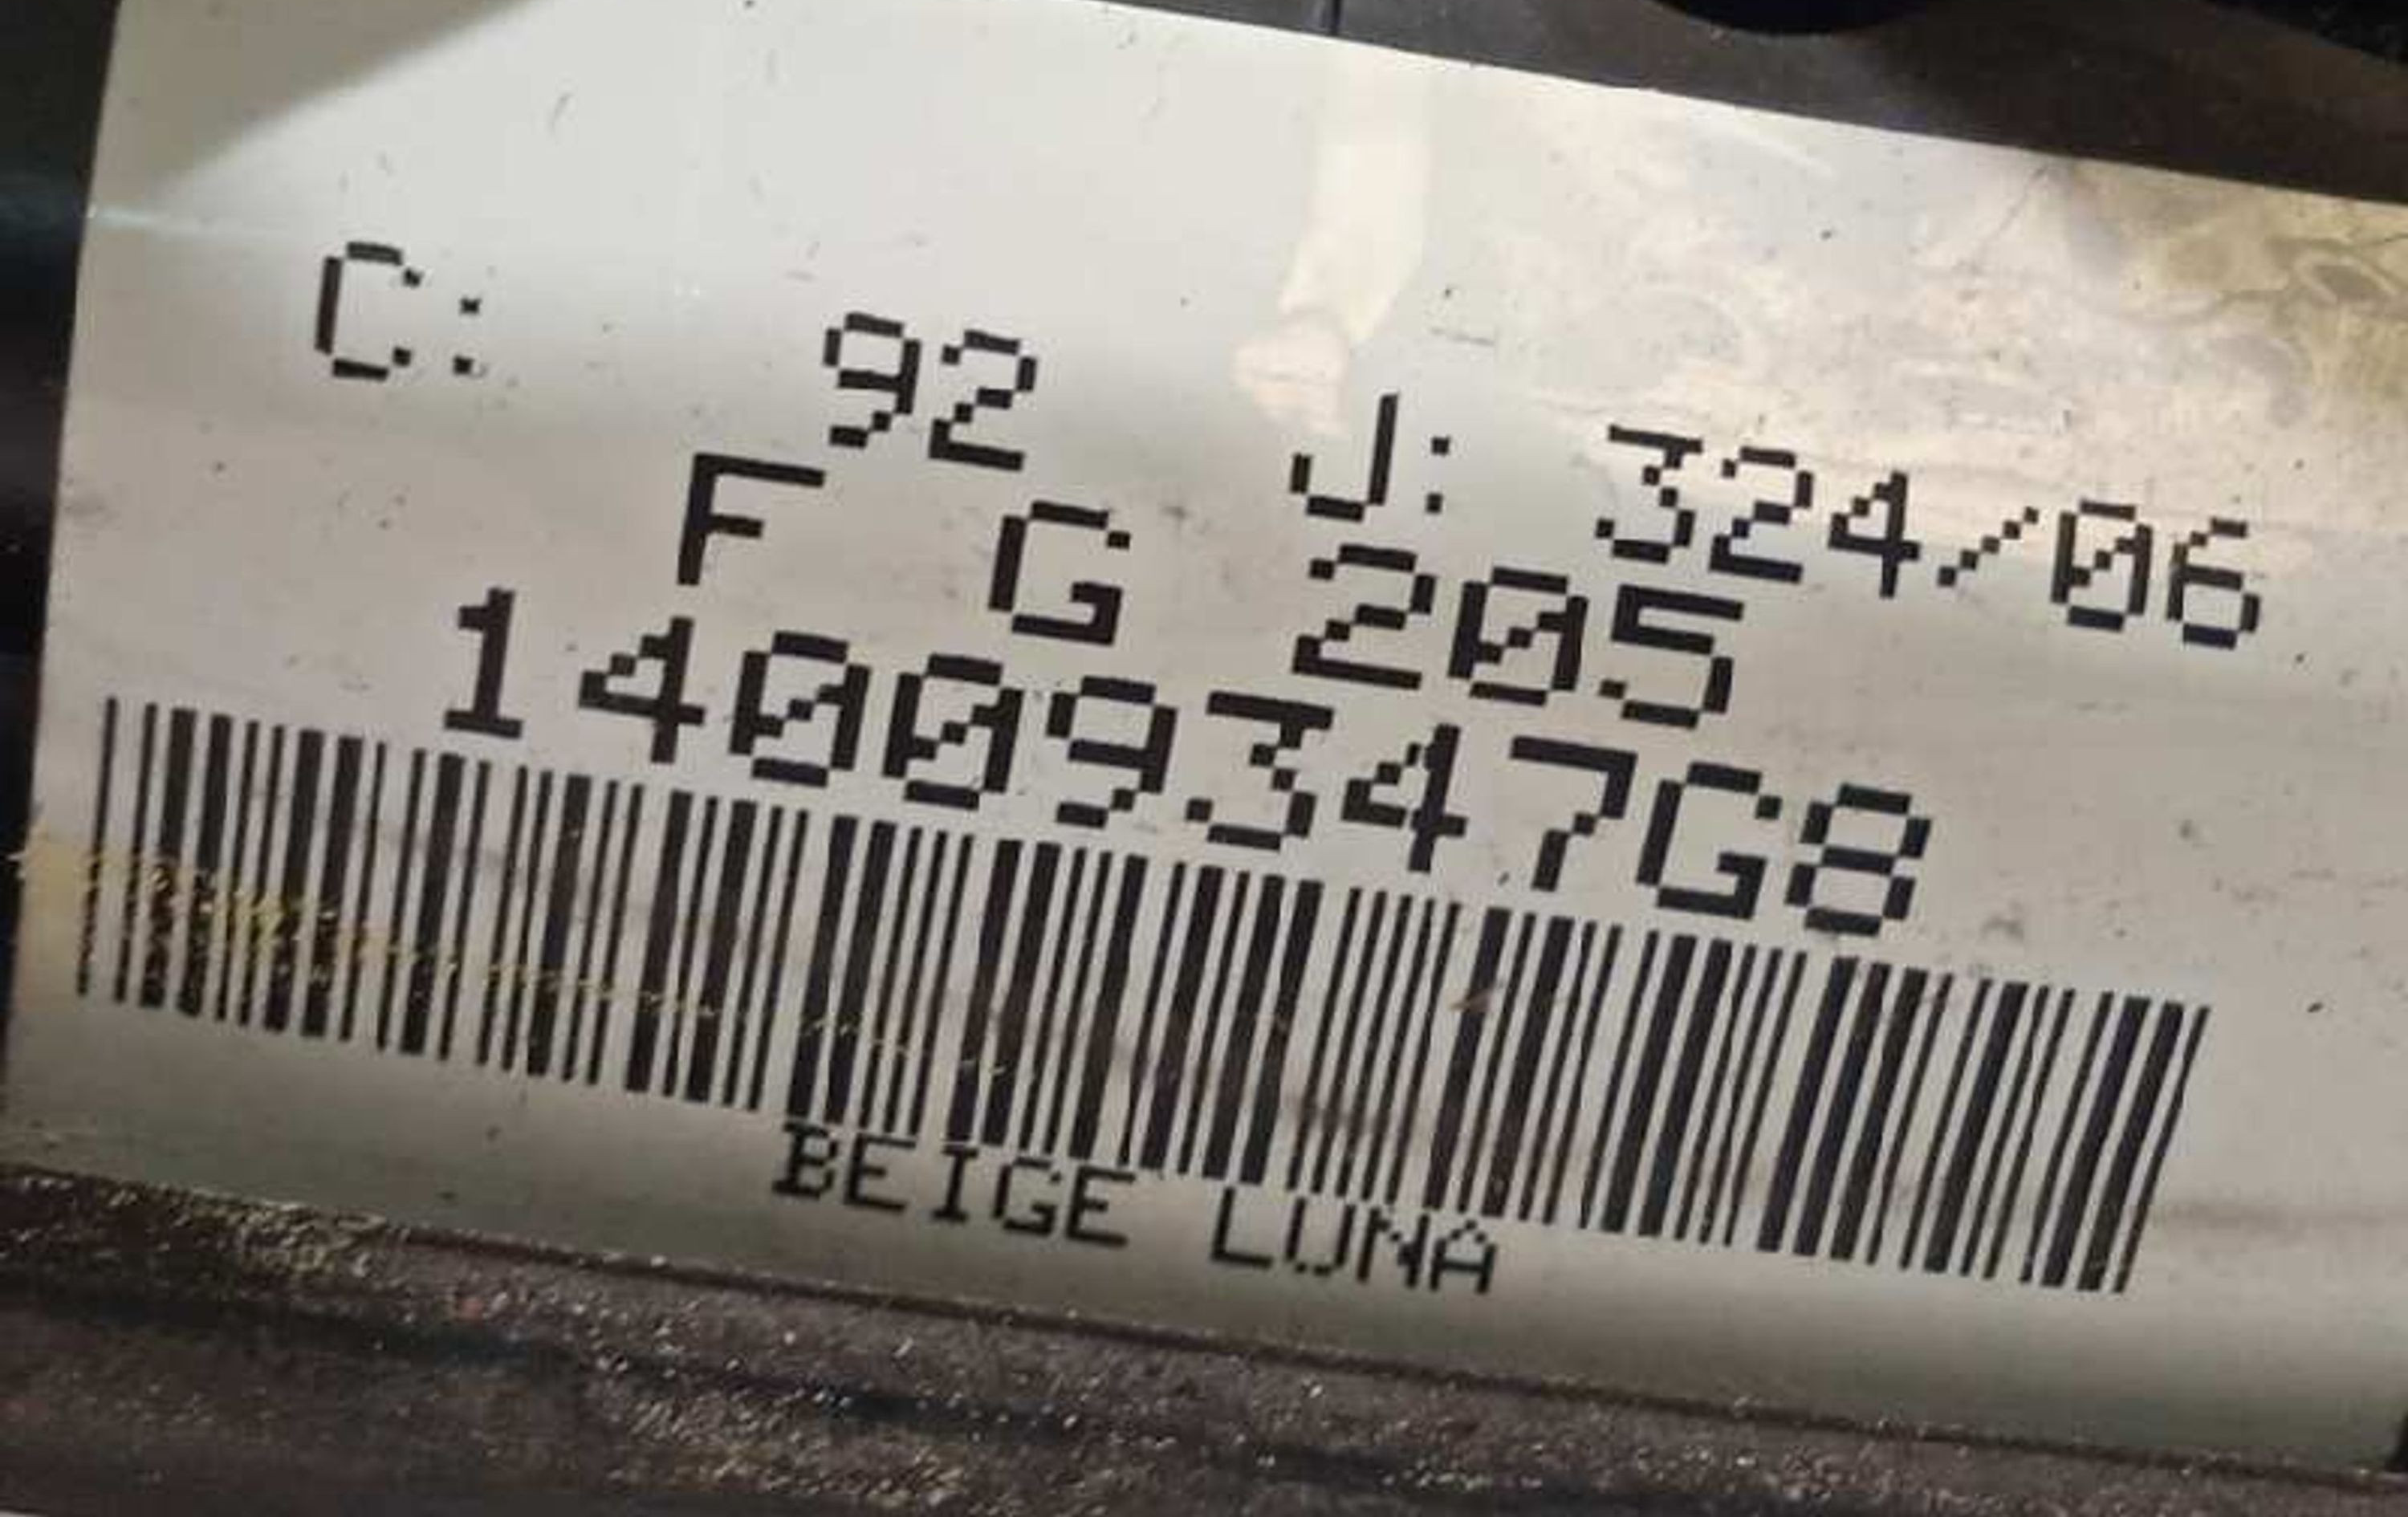 C: 92 J: 324/06
F G 205
14009347G8
BEIGE LUNA